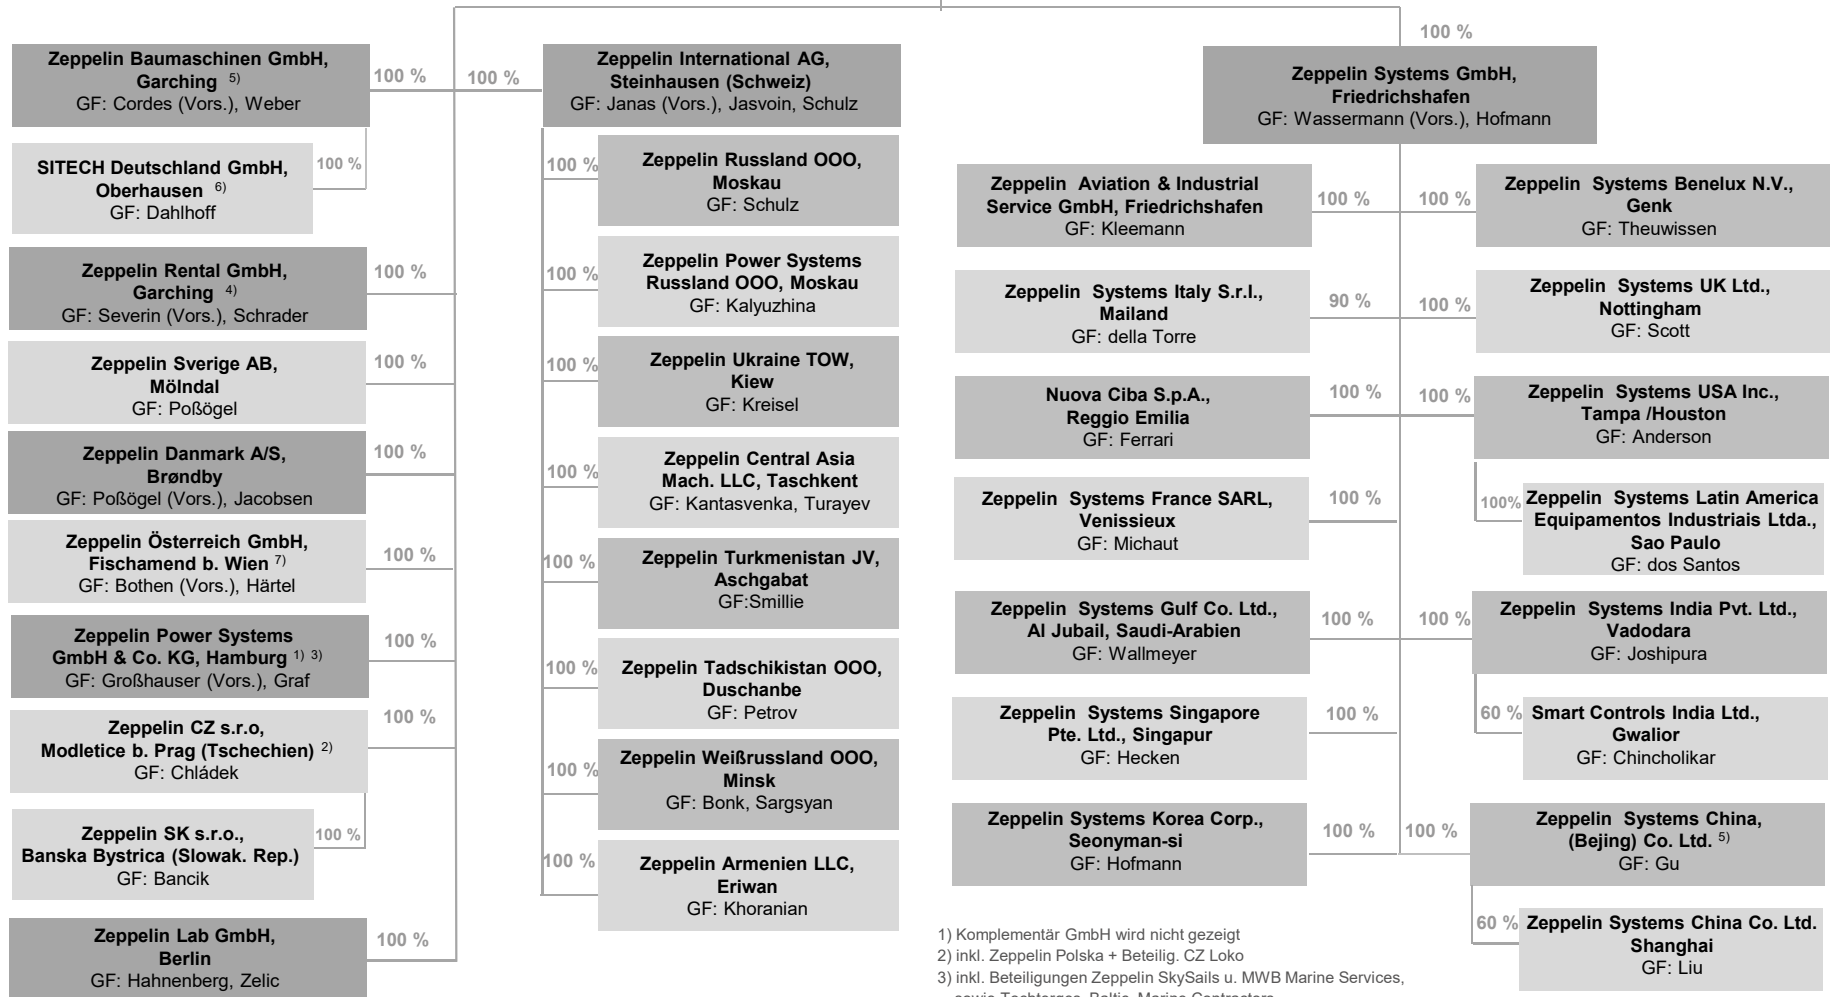 Zeppelin Baumaschinen GmbH,
Garching 5)
GF: Cordes (Vors.), Weber
100 %
SITECH Deutschland GmbH,
Oberhausen 6)
GF: Dahlhoff
100 %
Zeppelin Rental GmbH,
Garching 4)
GF: Severin (Vors.), Schrader
100 %
Zeppelin Sverige AB,
Mölndal
GF: Poßögel
100 %
Zeppelin Danmark A/S,
Brøndby
GF: Poßögel (Vors.), Jacobsen
100 %
Zeppelin Österreich GmbH,
Fischamend b. Wien 7)
GF: Bothen (Vors.), Härtel
100 %
Zeppelin Power Systems
GmbH & Co. KG, Hamburg 1) 3)
GF: Großhauser (Vors.), Graf
100 %
Zeppelin CZ s.r.o,
Modletice b. Prag (Tschechien) 2)
GF: Chládek
100 %
Zeppelin SK s.r.o.,
Banska Bystrica (Slowak. Rep.)
GF: Bancik
100 %
Zeppelin Lab GmbH,
Berlin
GF: Hahnenberg, Zelic
100 %
100 %
Zeppelin International AG,
Steinhausen (Schweiz)
GF: Janas (Vors.), Jasvoin, Schulz
100 %
Zeppelin Russland OOO,
Moskau
GF: Schulz
100 %
Zeppelin Power Systems
Russland OOO, Moskau
GF: Kalyuzhina
100 %
Zeppelin Ukraine TOW,
Kiew
GF: Kreisel
100 %
Zeppelin Central Asia
Mach. LLC, Taschkent
GF: Kantasvenka, Turayev
100 %
Zeppelin Turkmenistan JV,
Aschgabat
GF:Smillie
100 %
Zeppelin Tadschikistan OOO,
Duschanbe
GF: Petrov
100 %
Zeppelin Weißrussland OOO,
Minsk
GF: Bonk, Sargsyan
100 %
Zeppelin Armenien LLC,
Eriwan
GF: Khoranian
100 %
Zeppelin Systems GmbH,
Friedrichshafen
GF: Wassermann (Vors.), Hofmann
Zeppelin Aviation & Industrial
Service GmbH, Friedrichshafen
GF: Kleemann
100 %
Zeppelin Systems Italy S.r.l.,
Mailand
GF: della Torre
90 %
Nuova Ciba S.p.A.,
Reggio Emilia
GF: Ferrari
100 %
Zeppelin Systems France SARL,
Venissieux
GF: Michaut
100 %
Zeppelin Systems Gulf Co. Ltd.,
Al Jubail, Saudi-Arabien
GF: Wallmeyer
100 %
Zeppelin Systems Singapore
Pte. Ltd., Singapur
GF: Hecken
100 %
Zeppelin Systems Korea Corp.,
Seonyman-si
GF: Hofmann
100 %
100 %
Zeppelin Systems Benelux N.V.,
Genk
GF: Theuwissen
100 %
Zeppelin Systems UK Ltd.,
Nottingham
GF: Scott
100 %
Zeppelin Systems USA Inc.,
Tampa /Houston
GF: Anderson
100%
Zeppelin Systems Latin America
Equipamentos Industriais Ltda.,
Sao Paulo
GF: dos Santos
100 %
Zeppelin Systems India Pvt. Ltd.,
Vadodara
GF: Joshipura
60 %
Smart Controls India Ltd.,
Gwalior
GF: Chincholikar
100 %
Zeppelin Systems China,
(Bejing) Co. Ltd. 5)
GF: Gu
60 %
Zeppelin Systems China Co. Ltd.
Shanghai
GF: Liu
1) Komplementär GmbH wird nicht gezeigt
2) inkl. Zeppelin Polska + Beteilig. CZ Loko
3) inkl. Beteiligungen Zeppelin SkySails u. MWB Marine Services,